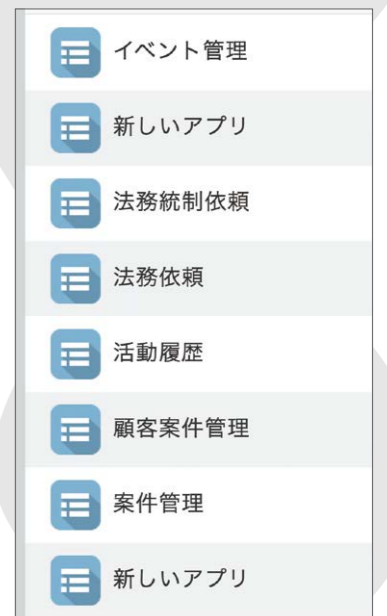 イベント管理
新しいアプリ
法務統制依頼
法務依頼
活動履歴
顧客案件管理
案件管理
新しいアプリ